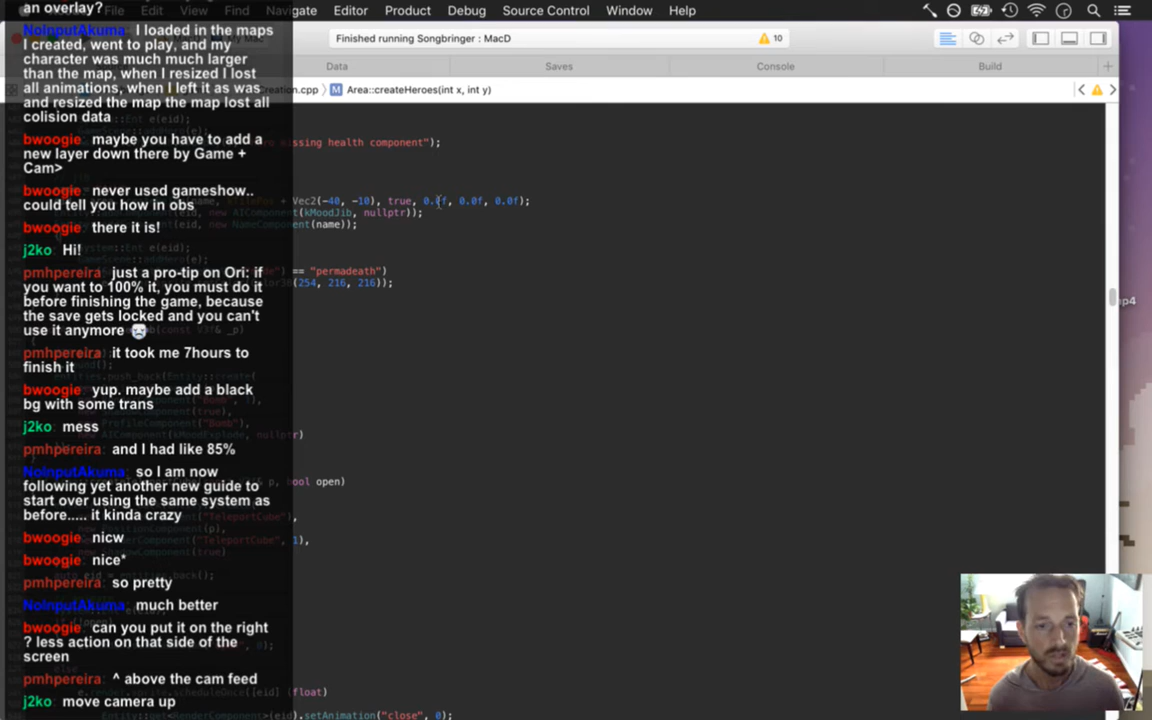 File Edit View Find Navigate Editor Product Debug Source Control Window Help
Finished running Songbringer : MacD
10
Data Saves Console Build
Creation.cpp Area::createHeroes(int x, int y)
an overlay?
NoInputAkuma: I loaded in the maps
I created, went to play, and my
character was much much larger
than the map, when I resized I lost
all animations, when I left it as was
and resized the map the map lost all
colision data
bwoogie: maybe you have to add a
new layer down there by Game +
Cam>
bwoogie: never used gameshow..
could tell you how in obs
bwoogie: there it is!
j2ko: Hi!
pmhpereira: just a pro-tip on Ori: if
you want to 100% it, you must do it
before finishing the game, because
the save gets locked and you can't
use it anymore
pmhpereira: it took me 7hours to
finish it
bwoogie: yup. maybe add a black
bg with some trans
j2ko: mess
pmhpereira: and I had like 85%
NoInputAkuma: so I am now
following yet another new guide to
start over using the same system as
before..... it kinda crazy
bwoogie: nicw
bwoogie: nice*
pmhpereira: so pretty
NoInputAkuma: much better
bwoogie: can you put it on the right
? less action on that side of the
screen
pmhpereira: ^ above the cam feed
j2ko: move camera up
missing health component");
+ Vec2(-40, -10), true, 0.0f, 0.0f, 0.0f);
AIComponent(kMoodJib, nullptr));
NameComponent(name));
== "permadeath")
(254, 216, 216));
nullptr)
bool open)
"TeleportCube"),
"TeleportCube", 1),
(float)
.setAnimation("close", 0);
mp4